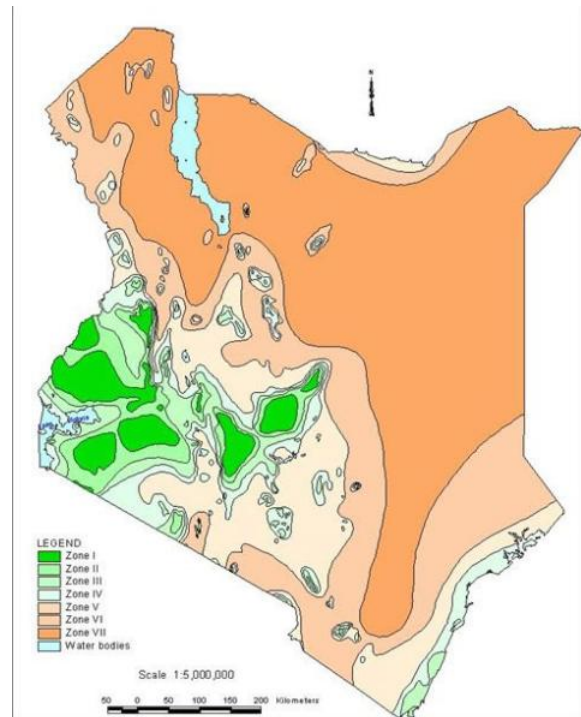 N
LEGEND
Zone I
Zone II
Zone III
Zone IV
Zone V
Zone VI
Zone VII
Water bodies
Scale 1:5,000,000
50 0 50 100 150 200 Kilometers